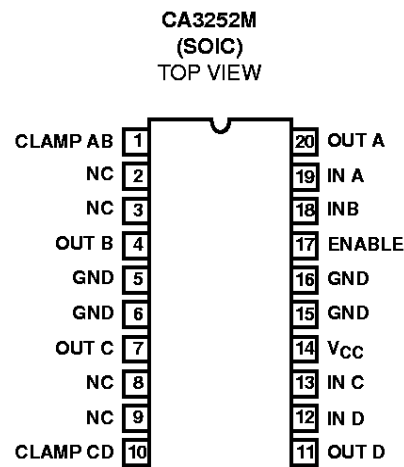 CA3252M
(SOIC)
TOP VIEW
CLAMP AB 1
NC 2
NC 3
OUT B 4
GND 5
GND 6
OUT C 7
NC 8
NC 9
CLAMP CD 10
20 OUT A
19 IN A
18 INB
17 ENABLE
16 GND
15 GND
14 VCC
13 IN C
12 IN D
11 OUT D